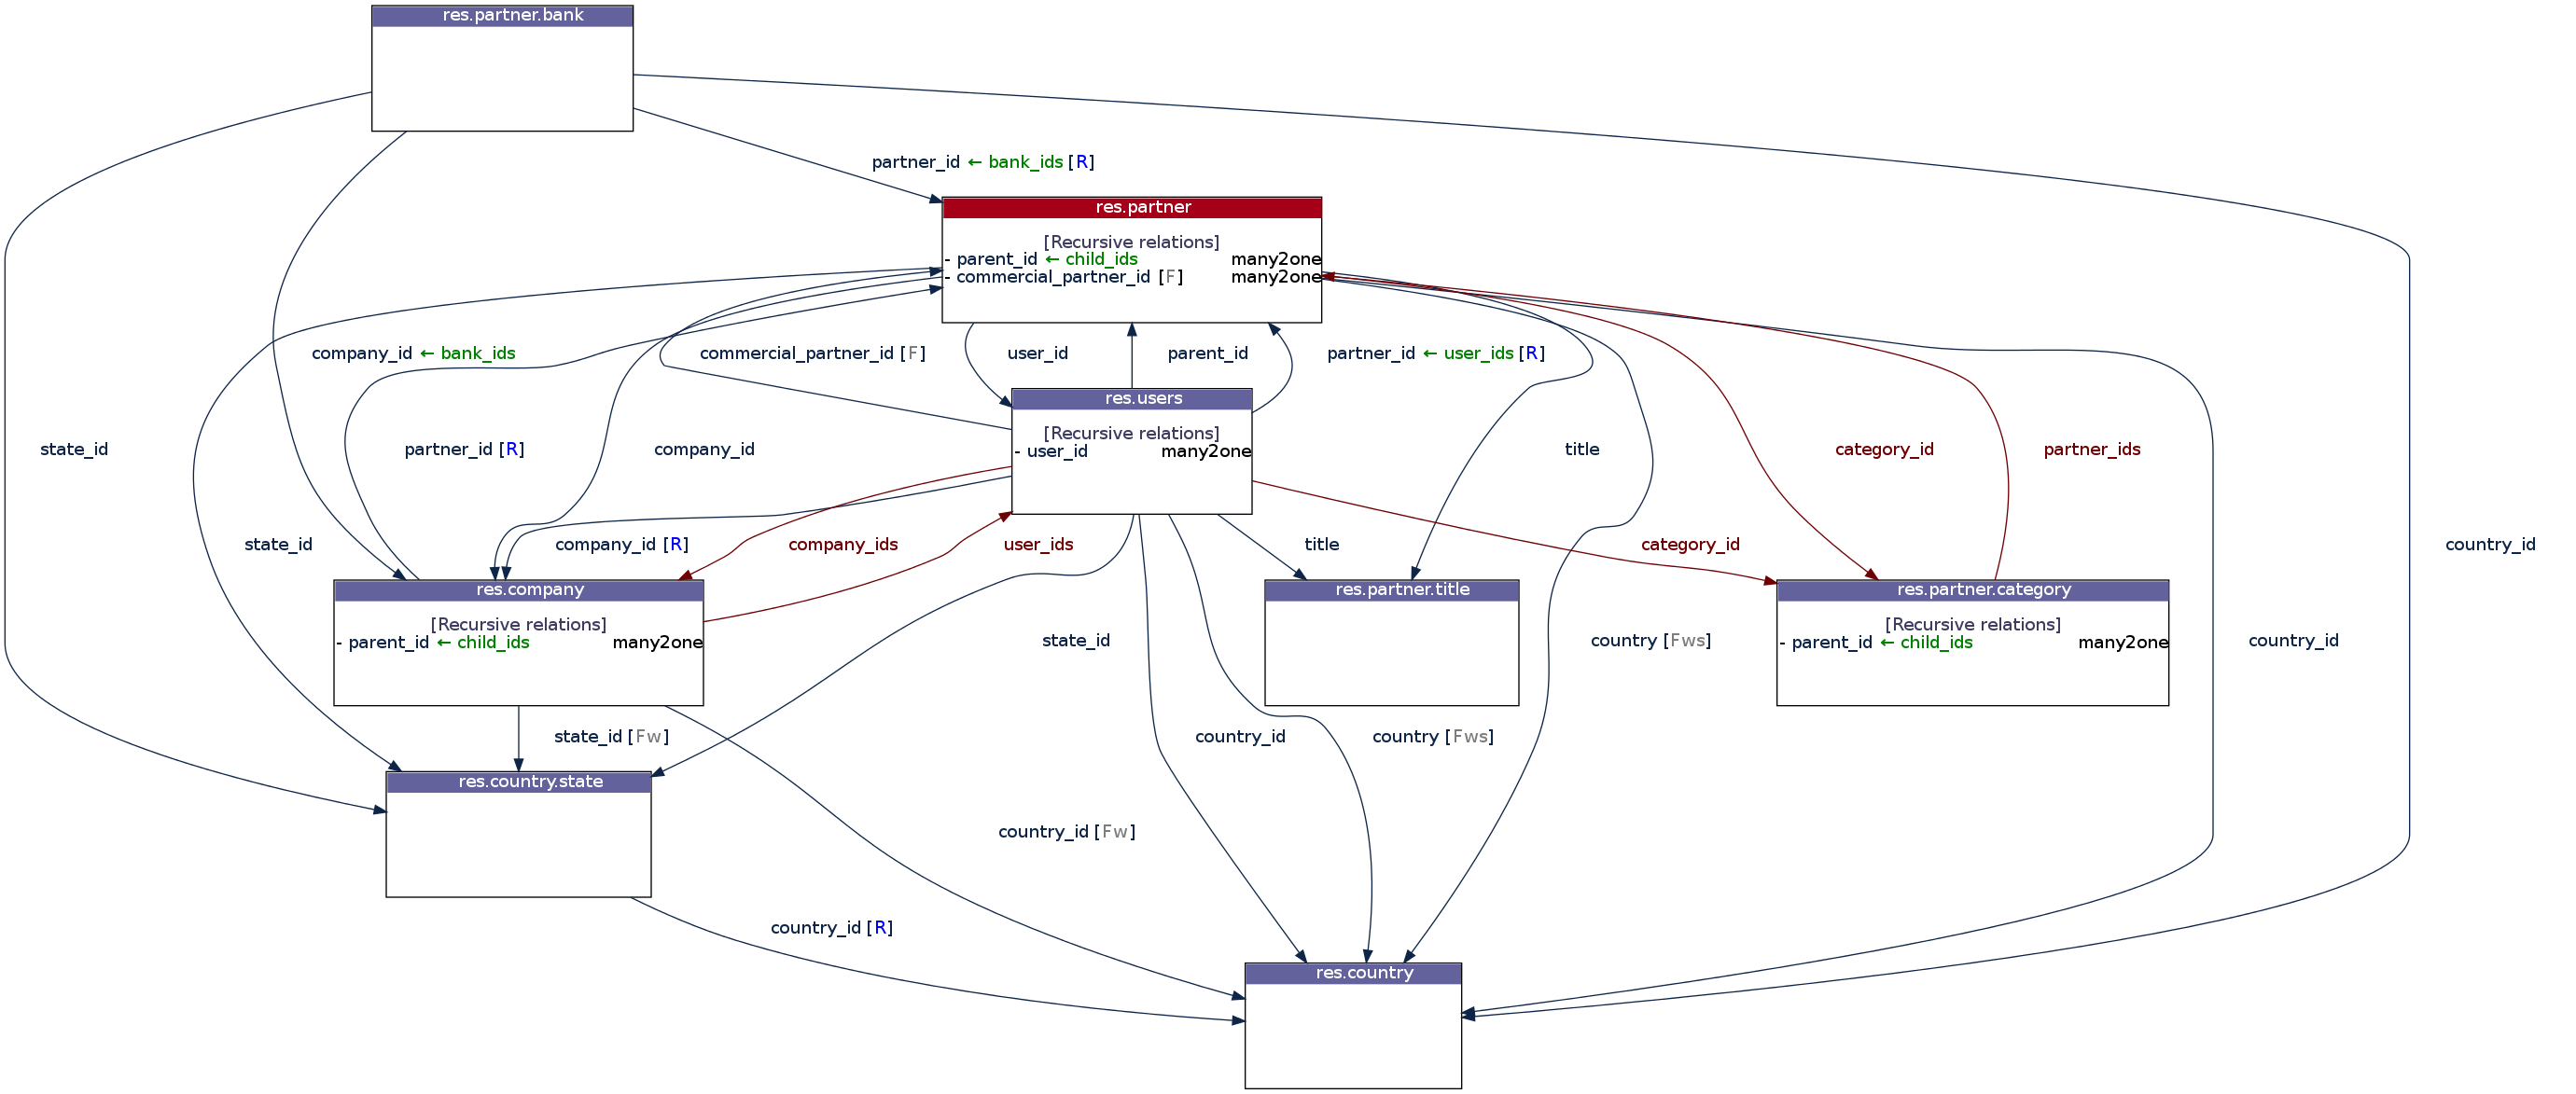 res.partner.bank
partner_id ← bank_ids [R]
res.partner
[Recursive relations]
- parent_id ← child_ids many2one
- commercial_partner_id [F] many2one
company_id ← bank_ids
commercial_partner_id [F]
user_id
parent_id
partner_id ← user_ids [R]
res.users
[Recursive relations]
- user_id many2one
state_id
partner_id [R]
company_id
title
category_id
partner_ids
state_id
company_id [R]
company_ids
user_ids
title
category_id
country_id
res.company
[Recursive relations]
- parent_id ← child_ids many2one
res.partner.title
res.partner.category
[Recursive relations]
- parent_id ← child_ids many2one
state_id
country [Fws]
country_id
state_id [Fw]
country_id
country [Fws]
res.country.state
country_id [Fw]
country_id [R]
res.country